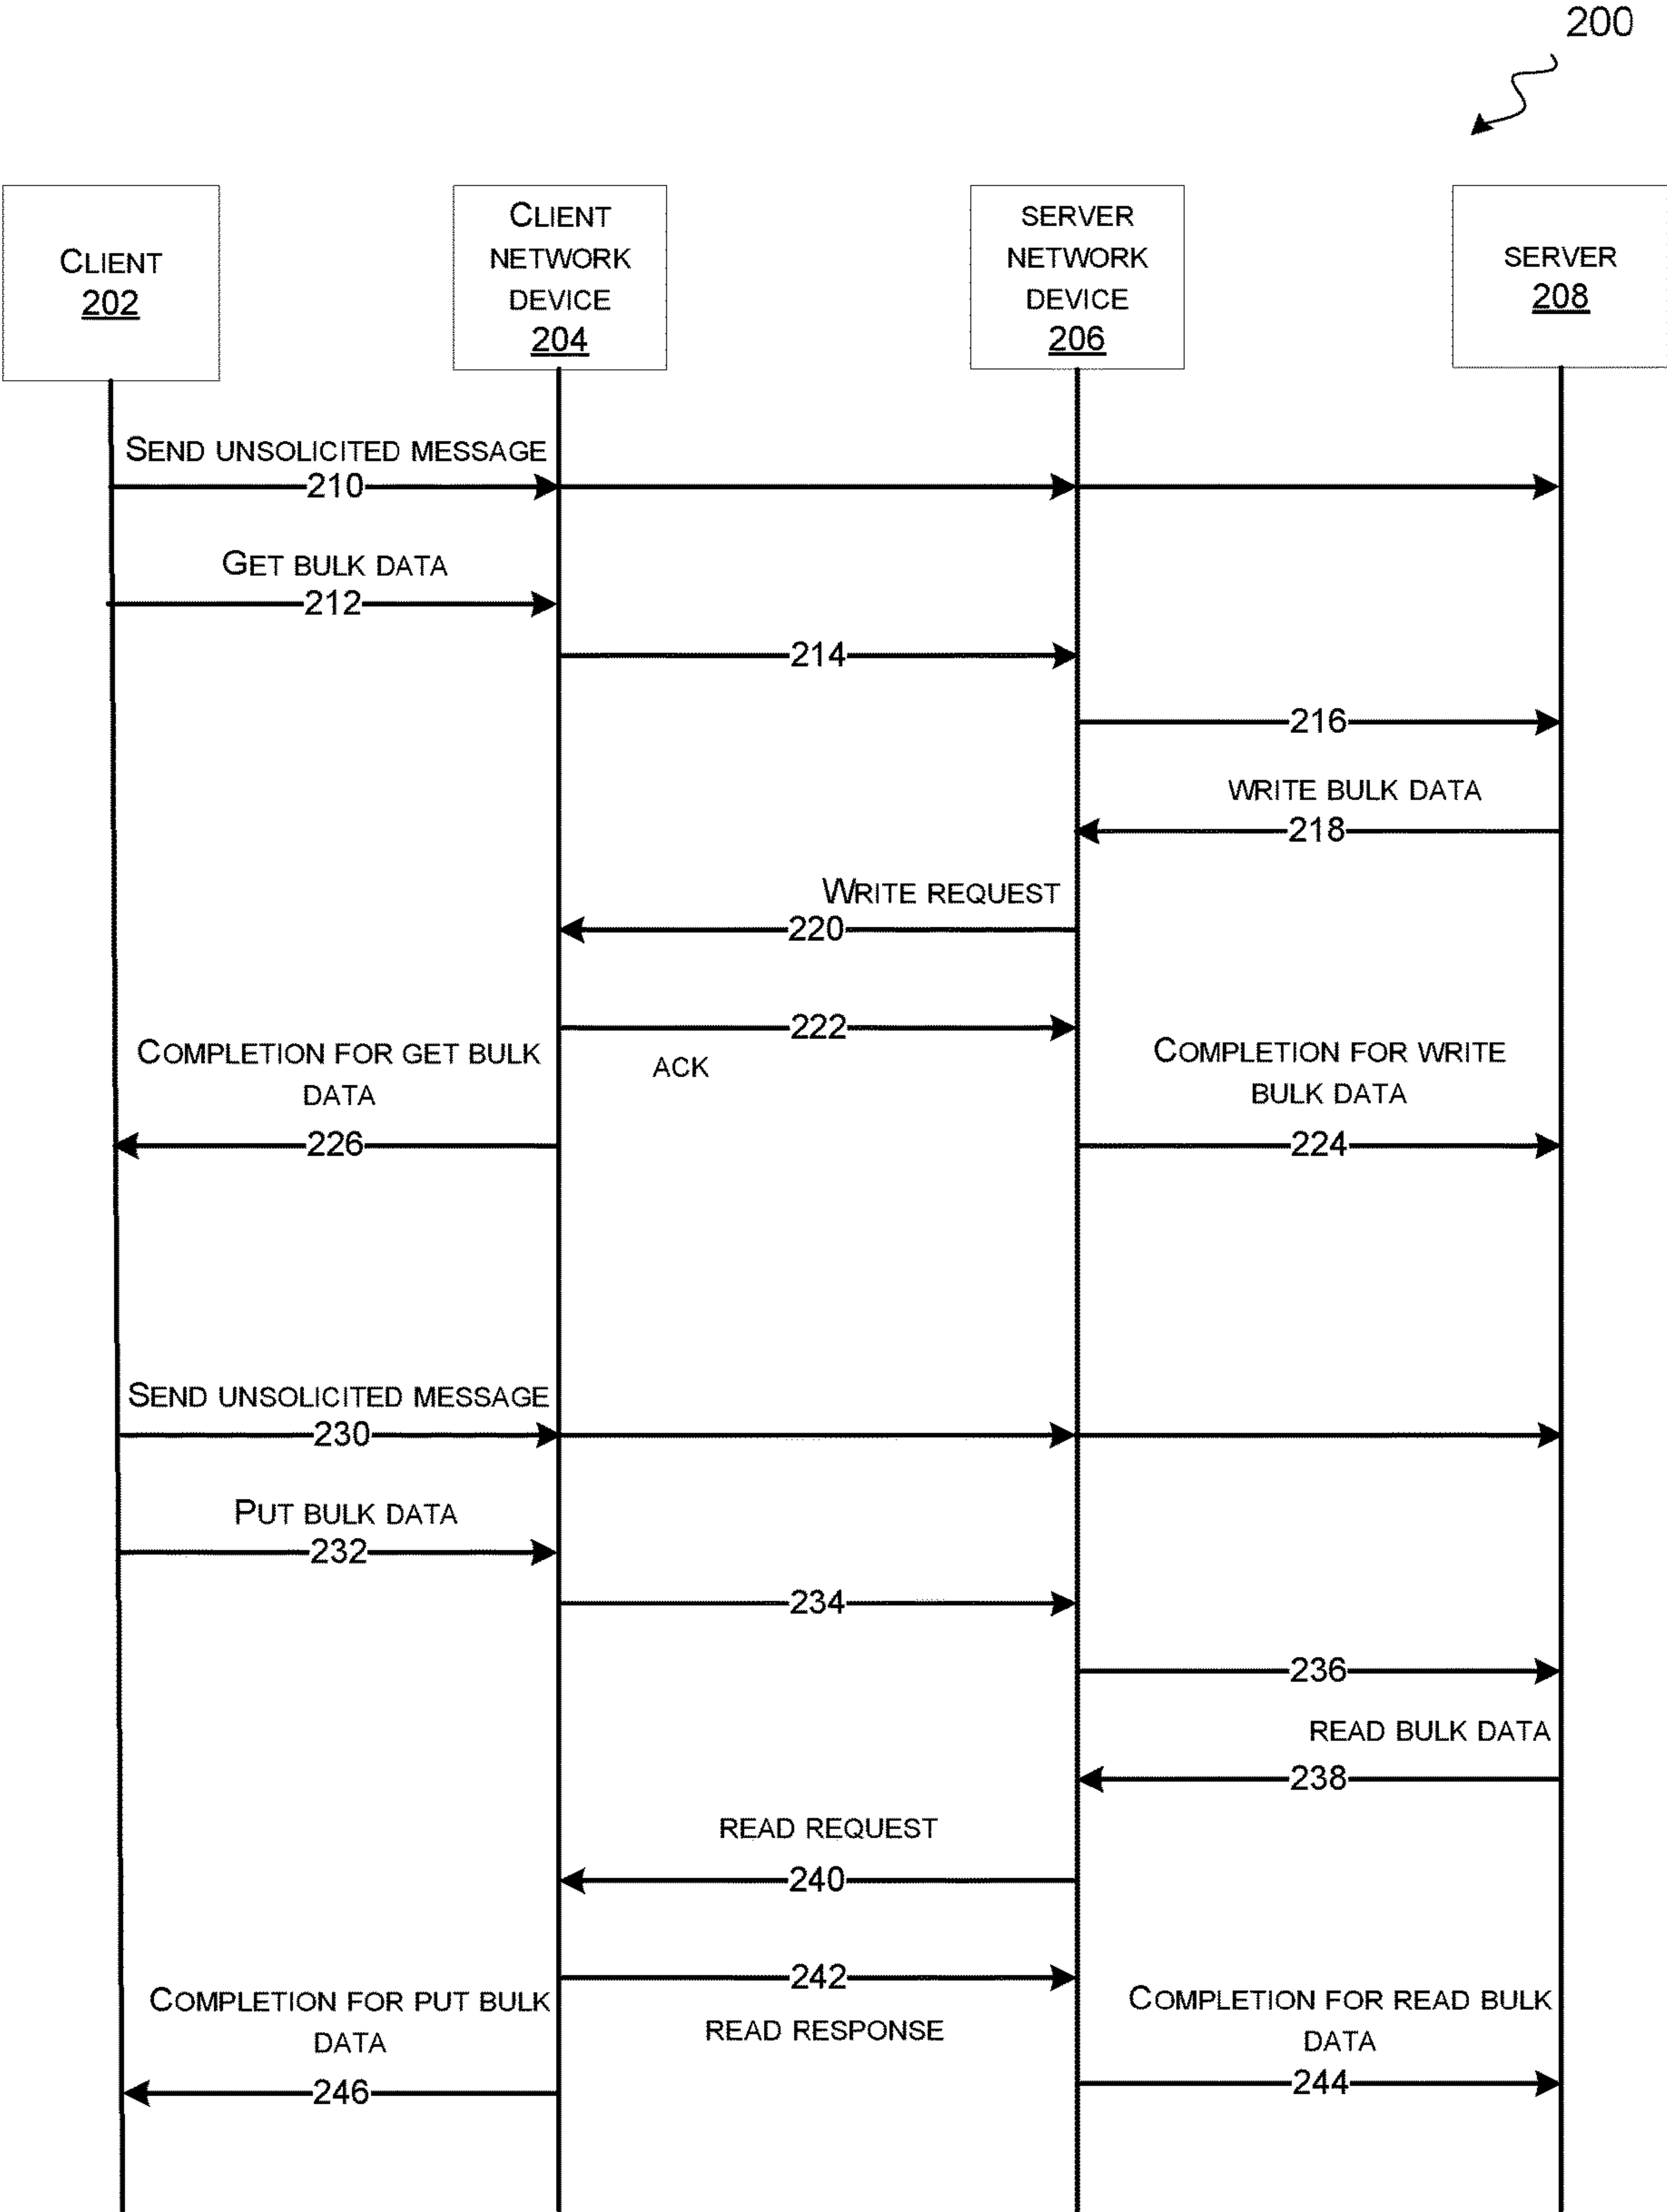 200
CLIENT
202
CLIENT
NETWORK
DEVICE
204
SERVER
NETWORK
DEVICE
206
SERVER
208
SEND UNSOLICITED MESSAGE
210
GET BULK DATA
212
214
216
WRITE BULK DATA
218
WRITE REQUEST
220
222
ACK
COMPLETION FOR GET BULK
DATA
226
COMPLETION FOR WRITE
BULK DATA
224
SEND UNSOLICITED MESSAGE
230
PUT BULK DATA
232
234
236
READ BULK DATA
238
READ REQUEST
240
242
READ RESPONSE
COMPLETION FOR PUT BULK
DATA
246
COMPLETION FOR READ BULK
DATA
244